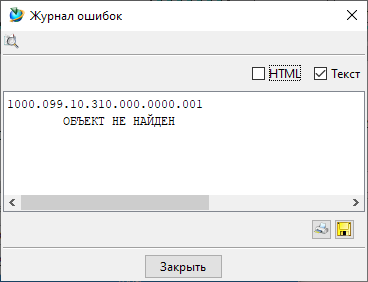 Журнал ошибок
HTML Текст
1000.099.10.310.000.0000.001
ОБЪЕКТ НЕ НАЙДЕН
Закрыть